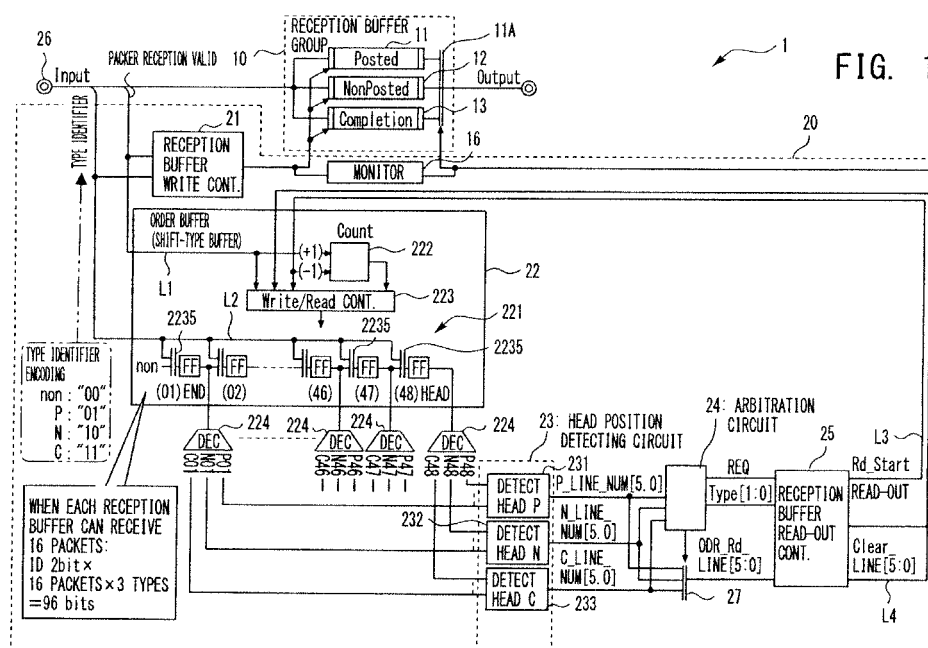 FIG. 1
1
26
Input
PACKER RECEPTION VALID
TYPE IDENTIFIER
RECEPTION BUFFER
GROUP
10
11
Posted
12
NonPosted
13
Completion
11A
Output
16
MONITOR
20
21
RECEPTION
BUFFER
WRITE CONT.
ORDER BUFFER
(SHIFT-TYPE BUFFER)
L1
Count
(+1)
(-1)
222
22
Write/Read CONT.
223
L2
221
2235
2235
2235
non
FF
FF
FF
FF
FF
(01) END
(02)
(46)
(47)
(48) HEAD
TYPE IDENTIFIER
ENCODING
non : "00"
P : "01"
N : "10"
C : "11"
224
224
224
224
DEC
DEC
DEC
DEC
C01
N01
P01
C46
N46
P46
C47
N47
P47
C48
N48
P48
WHEN EACH RECEPTION
BUFFER CAN RECEIVE
16 PACKETS:
ID 2bit×
16 PACKETS×3 TYPES
=96 bits
23: HEAD POSITION
DETECTING CIRCUIT
231
DETECT
HEAD P
232
DETECT
HEAD N
DETECT
HEAD C
233
P_LINE_NUM[5.0]
N_LINE_
NUM[5.0]
C_LINE_
NUM[5.0]
24: ARBITRATION
CIRCUIT
REQ
Type[1:0]
ODR_Rd_
LINE[5:0]
27
25
RECEPTION
BUFFER
READ-OUT
CONT.
L3
Rd_Start
READ-OUT
Clear_
LINE[5:0]
L4